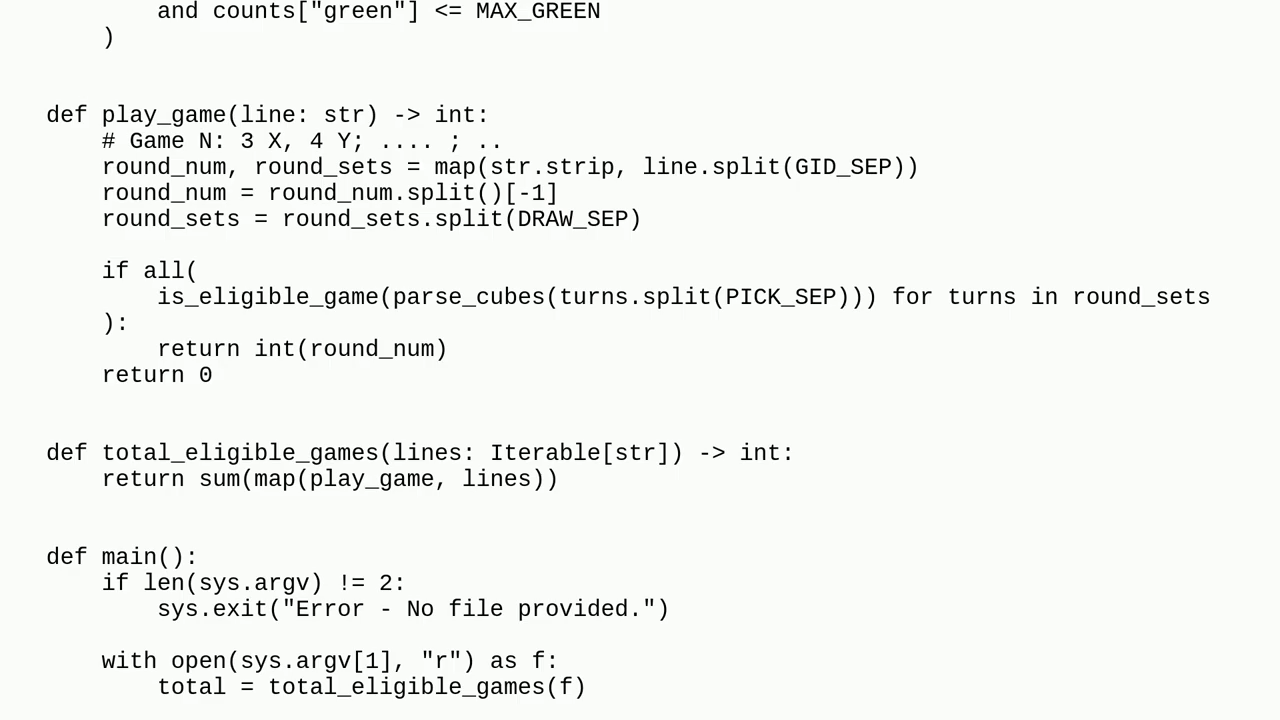 and counts["green"] <= MAX_GREEN
    )


def play_game(line: str) -> int:
    # Game N: 3 X, 4 Y; .... ; ..
    round_num, round_sets = map(str.strip, line.split(GID_SEP))
    round_num = round_num.split()[-1]
    round_sets = round_sets.split(DRAW_SEP)

    if all(
        is_eligible_game(parse_cubes(turns.split(PICK_SEP))) for turns in round_sets
    ):
        return int(round_num)
    return 0


def total_eligible_games(lines: Iterable[str]) -> int:
    return sum(map(play_game, lines))


def main():
    if len(sys.argv) != 2:
        sys.exit("Error - No file provided.")

    with open(sys.argv[1], "r") as f:
        total = total_eligible_games(f)